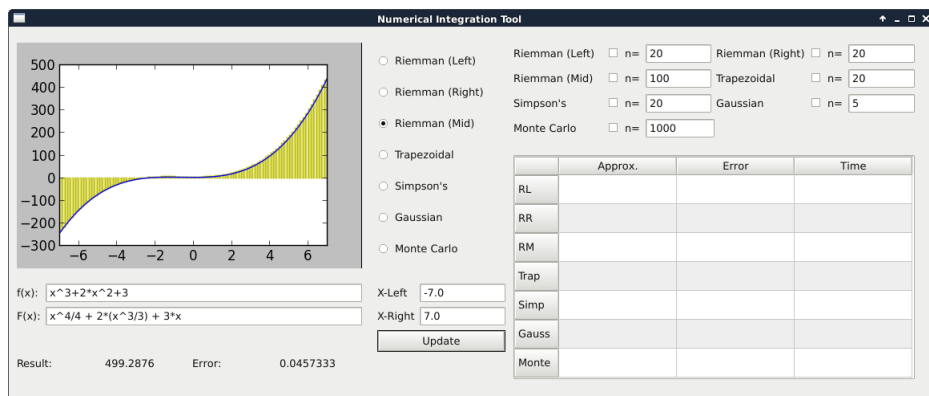 Numerical Integration Tool
500
400
300
200
100
0
−100
−200
−300
−6 −4 −2 0 2 4 6
Riemman (Left)
Riemman (Right)
Riemman (Mid)
Trapezoidal
Simpson's
Gaussian
Monte Carlo
f(x): x^3+2*x^2+3
F(x): x^4/4 + 2*(x^3/3) + 3*x
X-Left -7.0
X-Right 7.0
Update
Result: 499.2876 Error: 0.0457333
Riemman (Left) n= 20 Riemman (Right) n= 20
Riemman (Mid) n= 100 Trapezoidal n= 20
Simpson's n= 20 Gaussian n= 5
Monte Carlo n= 1000
Approx. Error Time
RL
RR
RM
Trap
Simp
Gauss
Monte